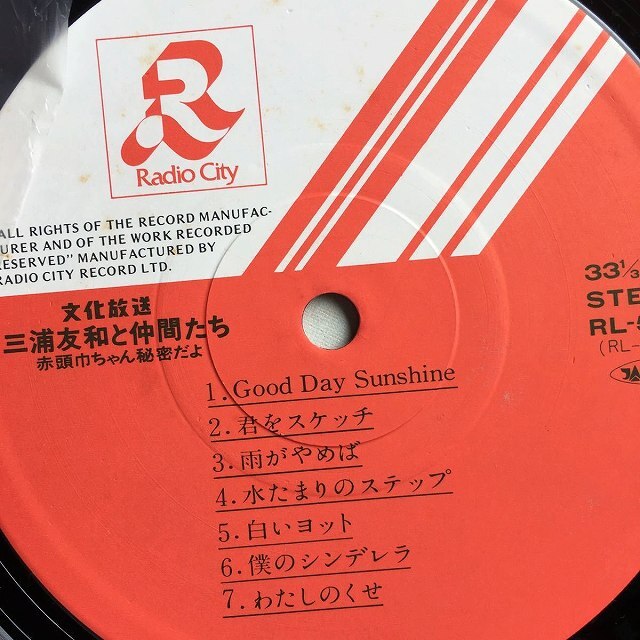 R
Radio City
ALL RIGHTS OF THE RECORD MANUFAC-
URER AND OF THE WORK RECORDED
RESERVED" MANUFACTURED BY
RADIO CITY RECORD LTD.
文化放送
三浦友和と仲間たち
赤頭巾ちゃん秘密だよ
33 1/3
STE
RL-
(RL-
1. Good Day Sunshine
2. 君をスケッチ
3. 雨がやめば
4. 水たまりのステップ
5. 白いヨット
6. 僕のシンデレラ
7. わたしのくせ